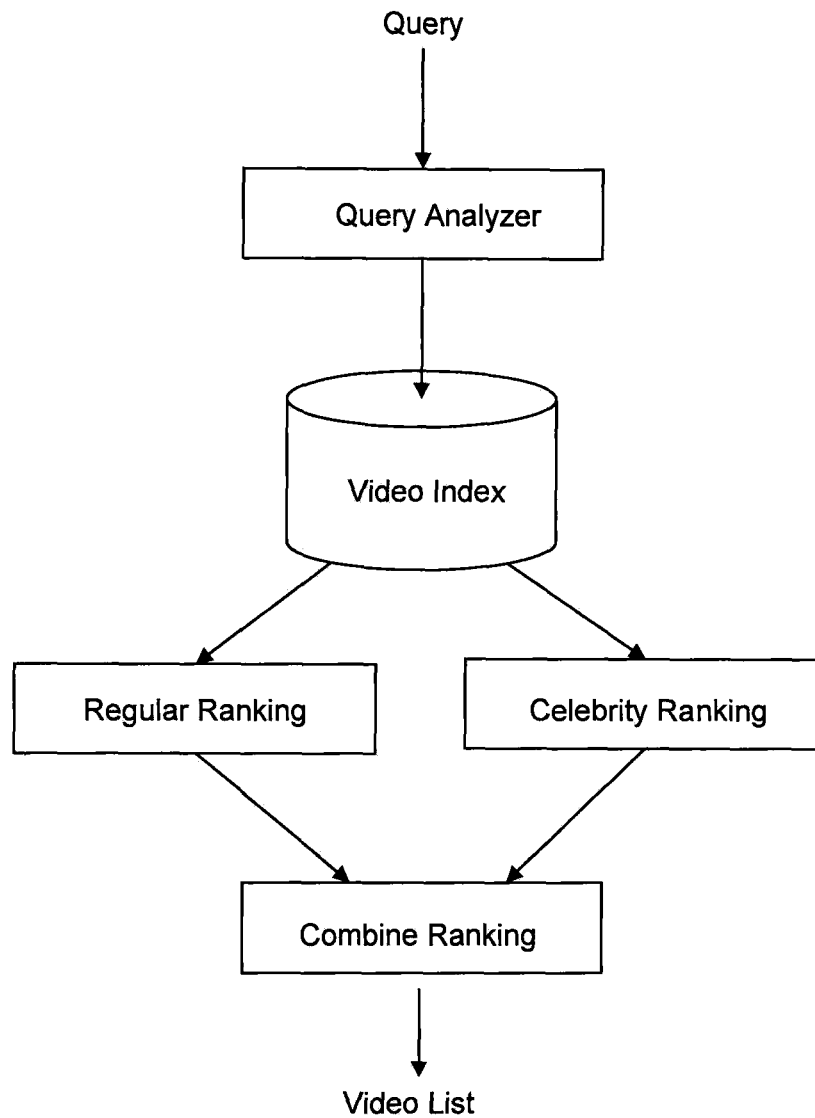 Query
Query Analyzer
Video Index
Regular Ranking
Celebrity Ranking
Combine Ranking
Video List